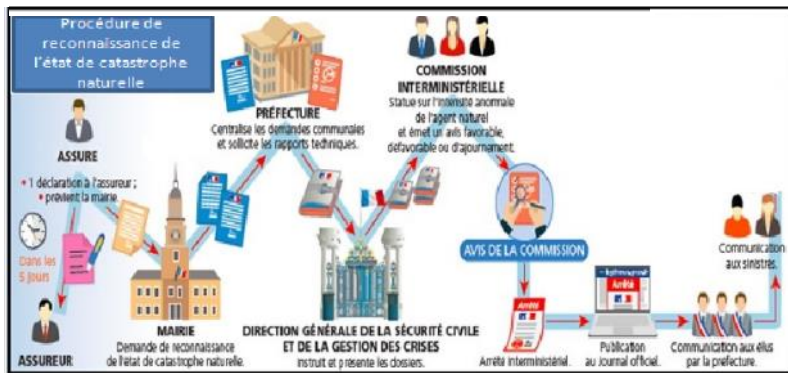 Procédure de
reconnaissance de
l'état de catastrophe
naturelle
ASSURE
• 1 déclaration à l'assureur ;
• prévient la mairie.
Dans les
5 jours
ASSUREUR
MAIRIE
Demande de reconnaissance
de l'état de catastrophe naturelle.
PRÉFECTURE
Centralise les demandes communales
et sollicite les rapports techniques.
DIRECTION GÉNÉRALE DE LA SÉCURITÉ CIVILE
ET DE LA GESTION DES CRISES
Instruit et présente les dossiers.
COMMISSION
INTERMINISTÉRIELLE
Statue sur l'intensité anormale
de l'agent naturel
et émet un avis favorable,
défavorable ou d'ajournement.
AVIS DE LA COMMISSION
Arrêté
Arrêté interministériel.
Arrêté
Publication
au Journal officiel.
Communication aux élus
par la préfecture.
Communication
aux sinistrés.